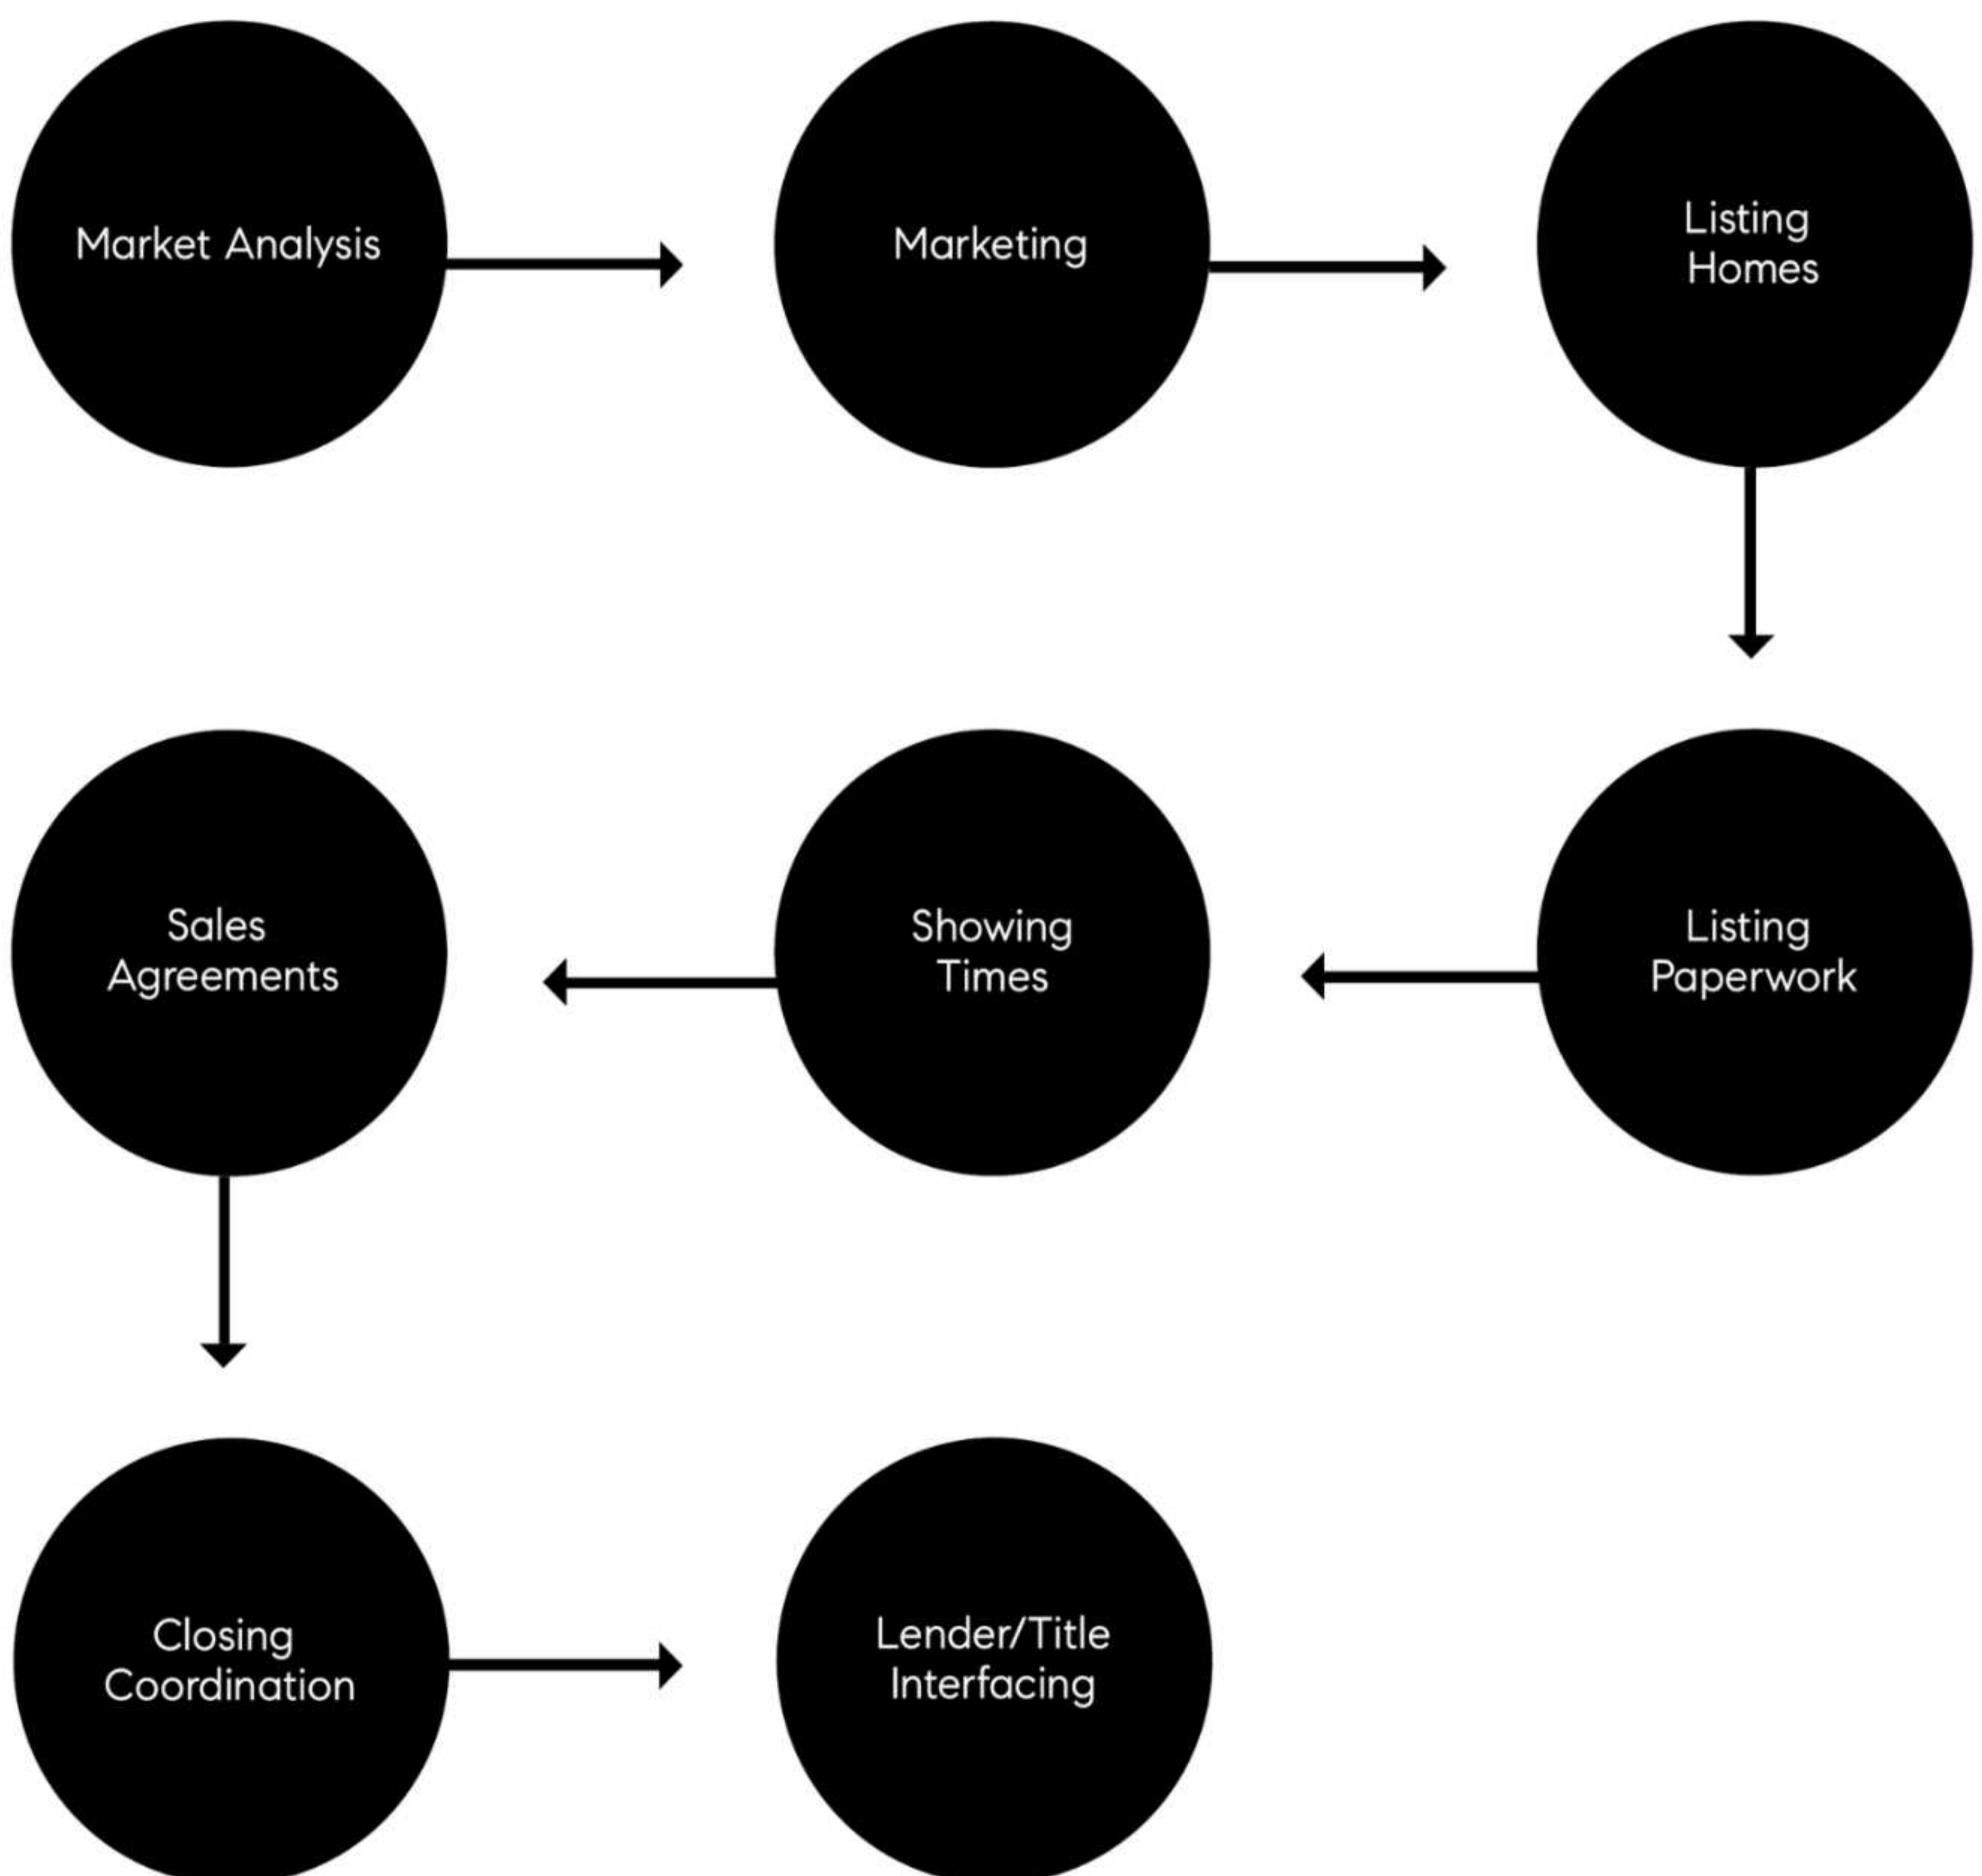 Market Analysis
Marketing
Listing
Homes
Listing
Paperwork
Showing
Times
Sales
Agreements
Closing
Coordination
Lender/Title
Interfacing